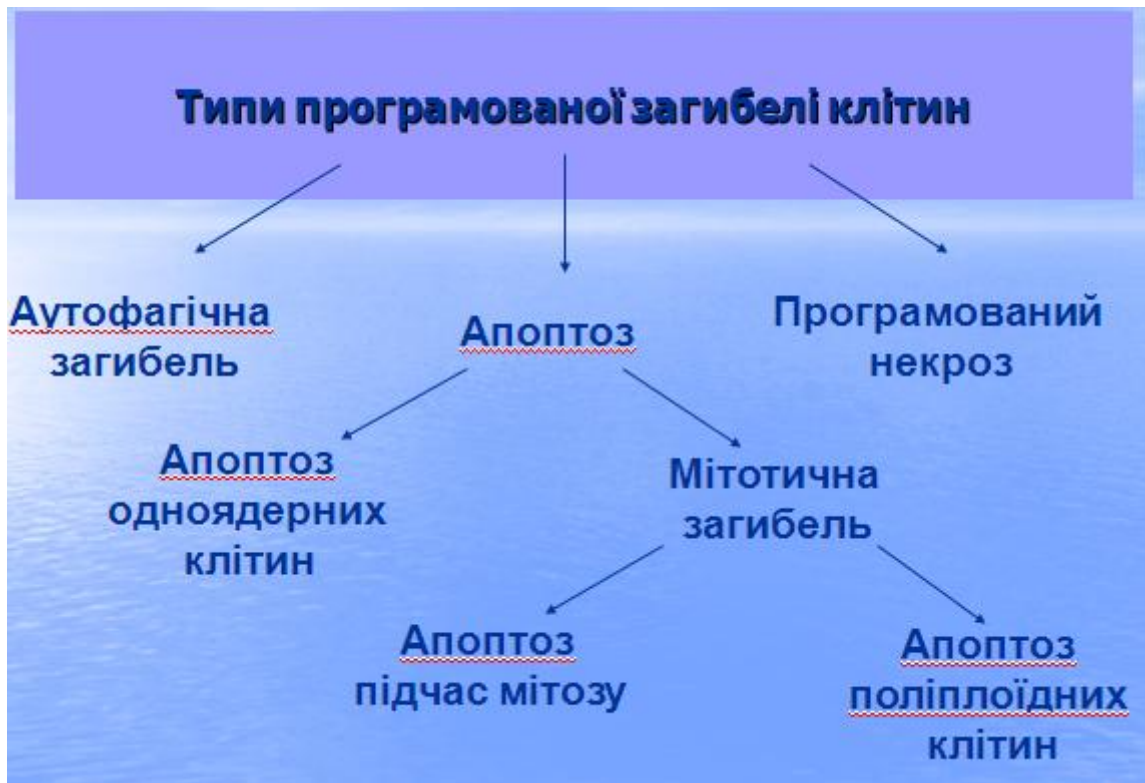 Типи програмованої загибелі клітин
Аутофагічна
загибель
Апоптоз
Програмований
некроз
Апоптоз
одноядерних
клітин
Мітотична
загибель
Апоптоз
підчас мітозу
Апоптоз
поліплоїдних
клітин